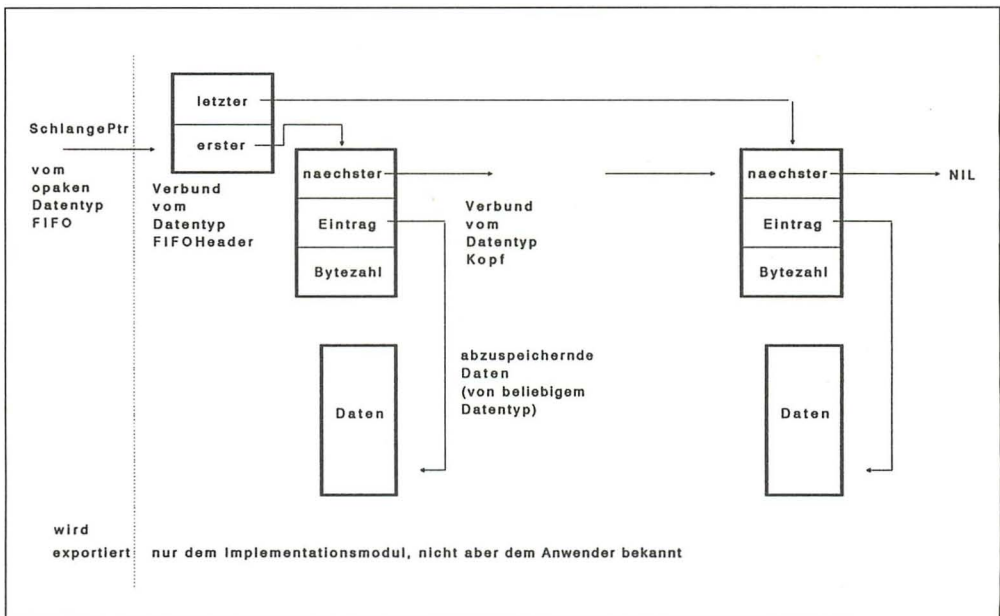 letzter
erster
SchlangePtr
vom
opaken
Datentyp
FIFO
Verbund
vom
Datentyp
FIFOHeader
naechster
Eintrag
Bytezahl
Verbund
vom
Datentyp
Kopf
naechster
Eintrag
Bytezahl
NIL
Daten
abzuspeichernde
Daten
(von beliebigem
Datentyp)
Daten
wird
exportiert
nur dem Implementationsmodul, nicht aber dem Anwender bekannt